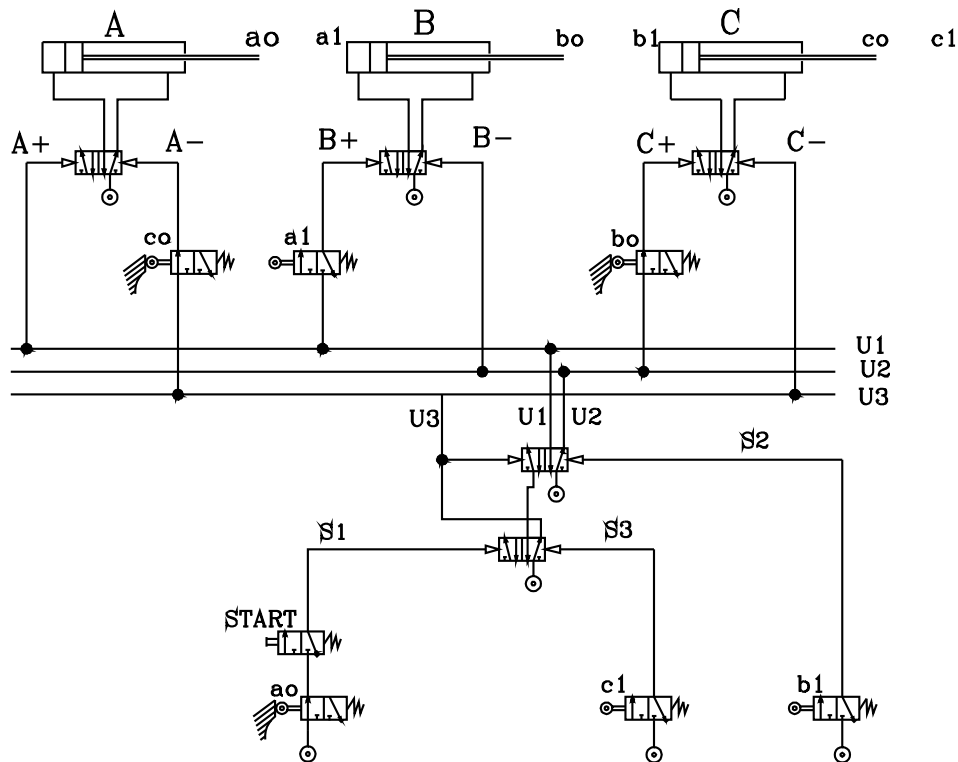 A B C
ao a1 bo b1 co c1
A+ A- B+ B- C+ C-
co a1 bo
U1
U2
U3
U3 U1 U2
S2
S1 S3
START
ao c1 b1